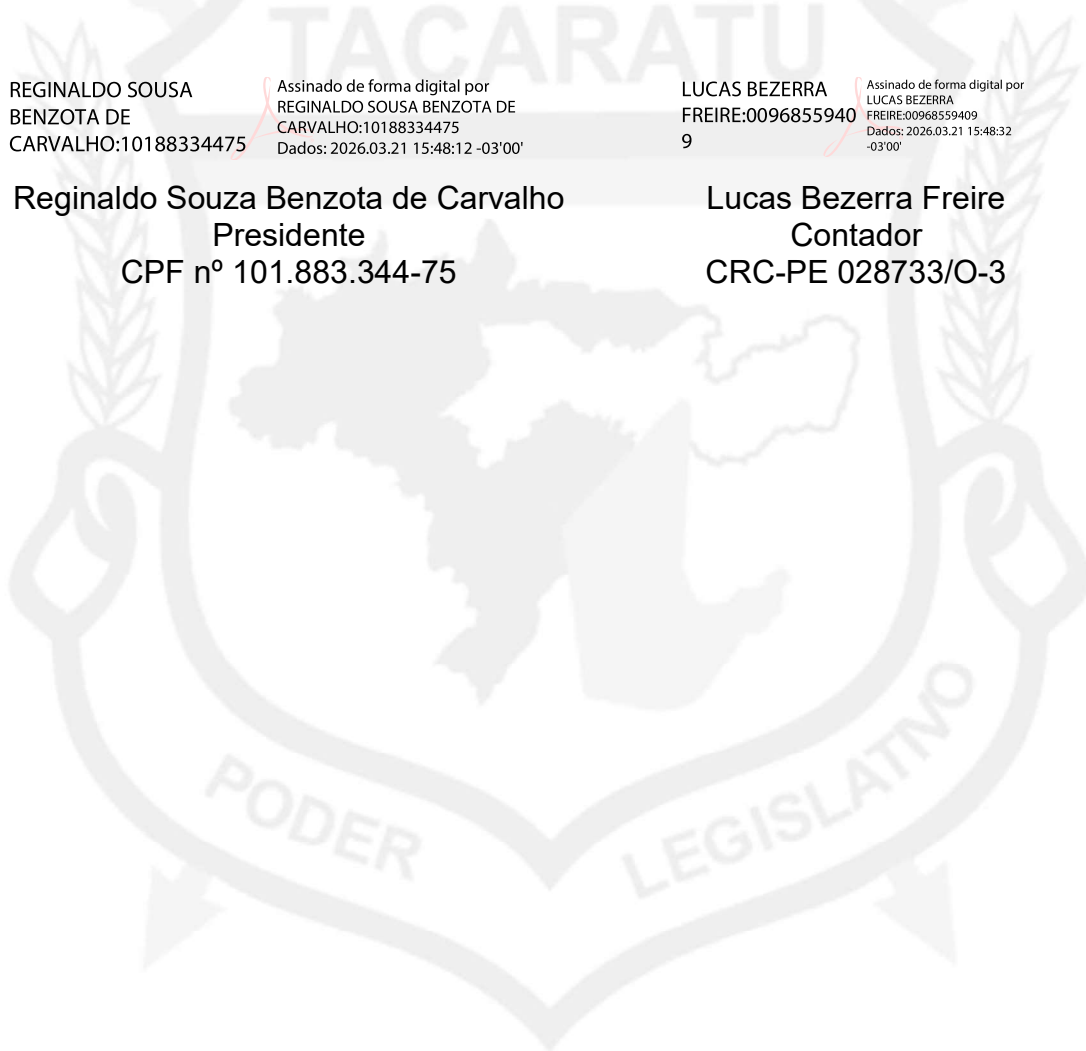 TACARATU
REGINALDO SOUSA
BENZOTA DE
CARVALHO:10188334475
Assinado de forma digital por
REGINALDO SOUSA BENZOTA DE
CARVALHO:10188334475
Dados: 2026.03.21 15:48:12 -03'00'
LUCAS BEZERRA
FREIRE:0096855940
9
Assinado de forma digital por
LUCAS BEZERRA
FREIRE:00968559409
Dados: 2026.03.21 15:48:32
-03'00'
Reginaldo Souza Benzota de Carvalho
Presidente
CPF nº 101.883.344-75
Lucas Bezerra Freire
Contador
CRC-PE 028733/O-3
PODER LEGISLATIVO